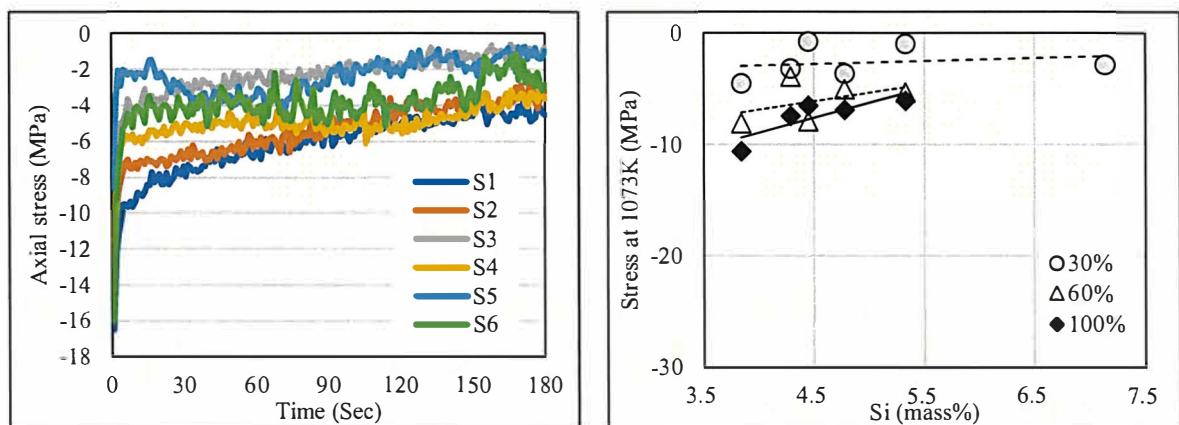 0
-2
-4
-6
-8
-10
-12
-14
-16
-18
Axial stress (MPa)
S1
S2
S3
S4
S5
S6
0 30 60 90 120 150 180
Time (Sec)
0
-10
-20
-30
Stress at 1073K (MPa)
30%
60%
100%
3.5 4.5 5.5 6.5 7.5
Si (mass%)